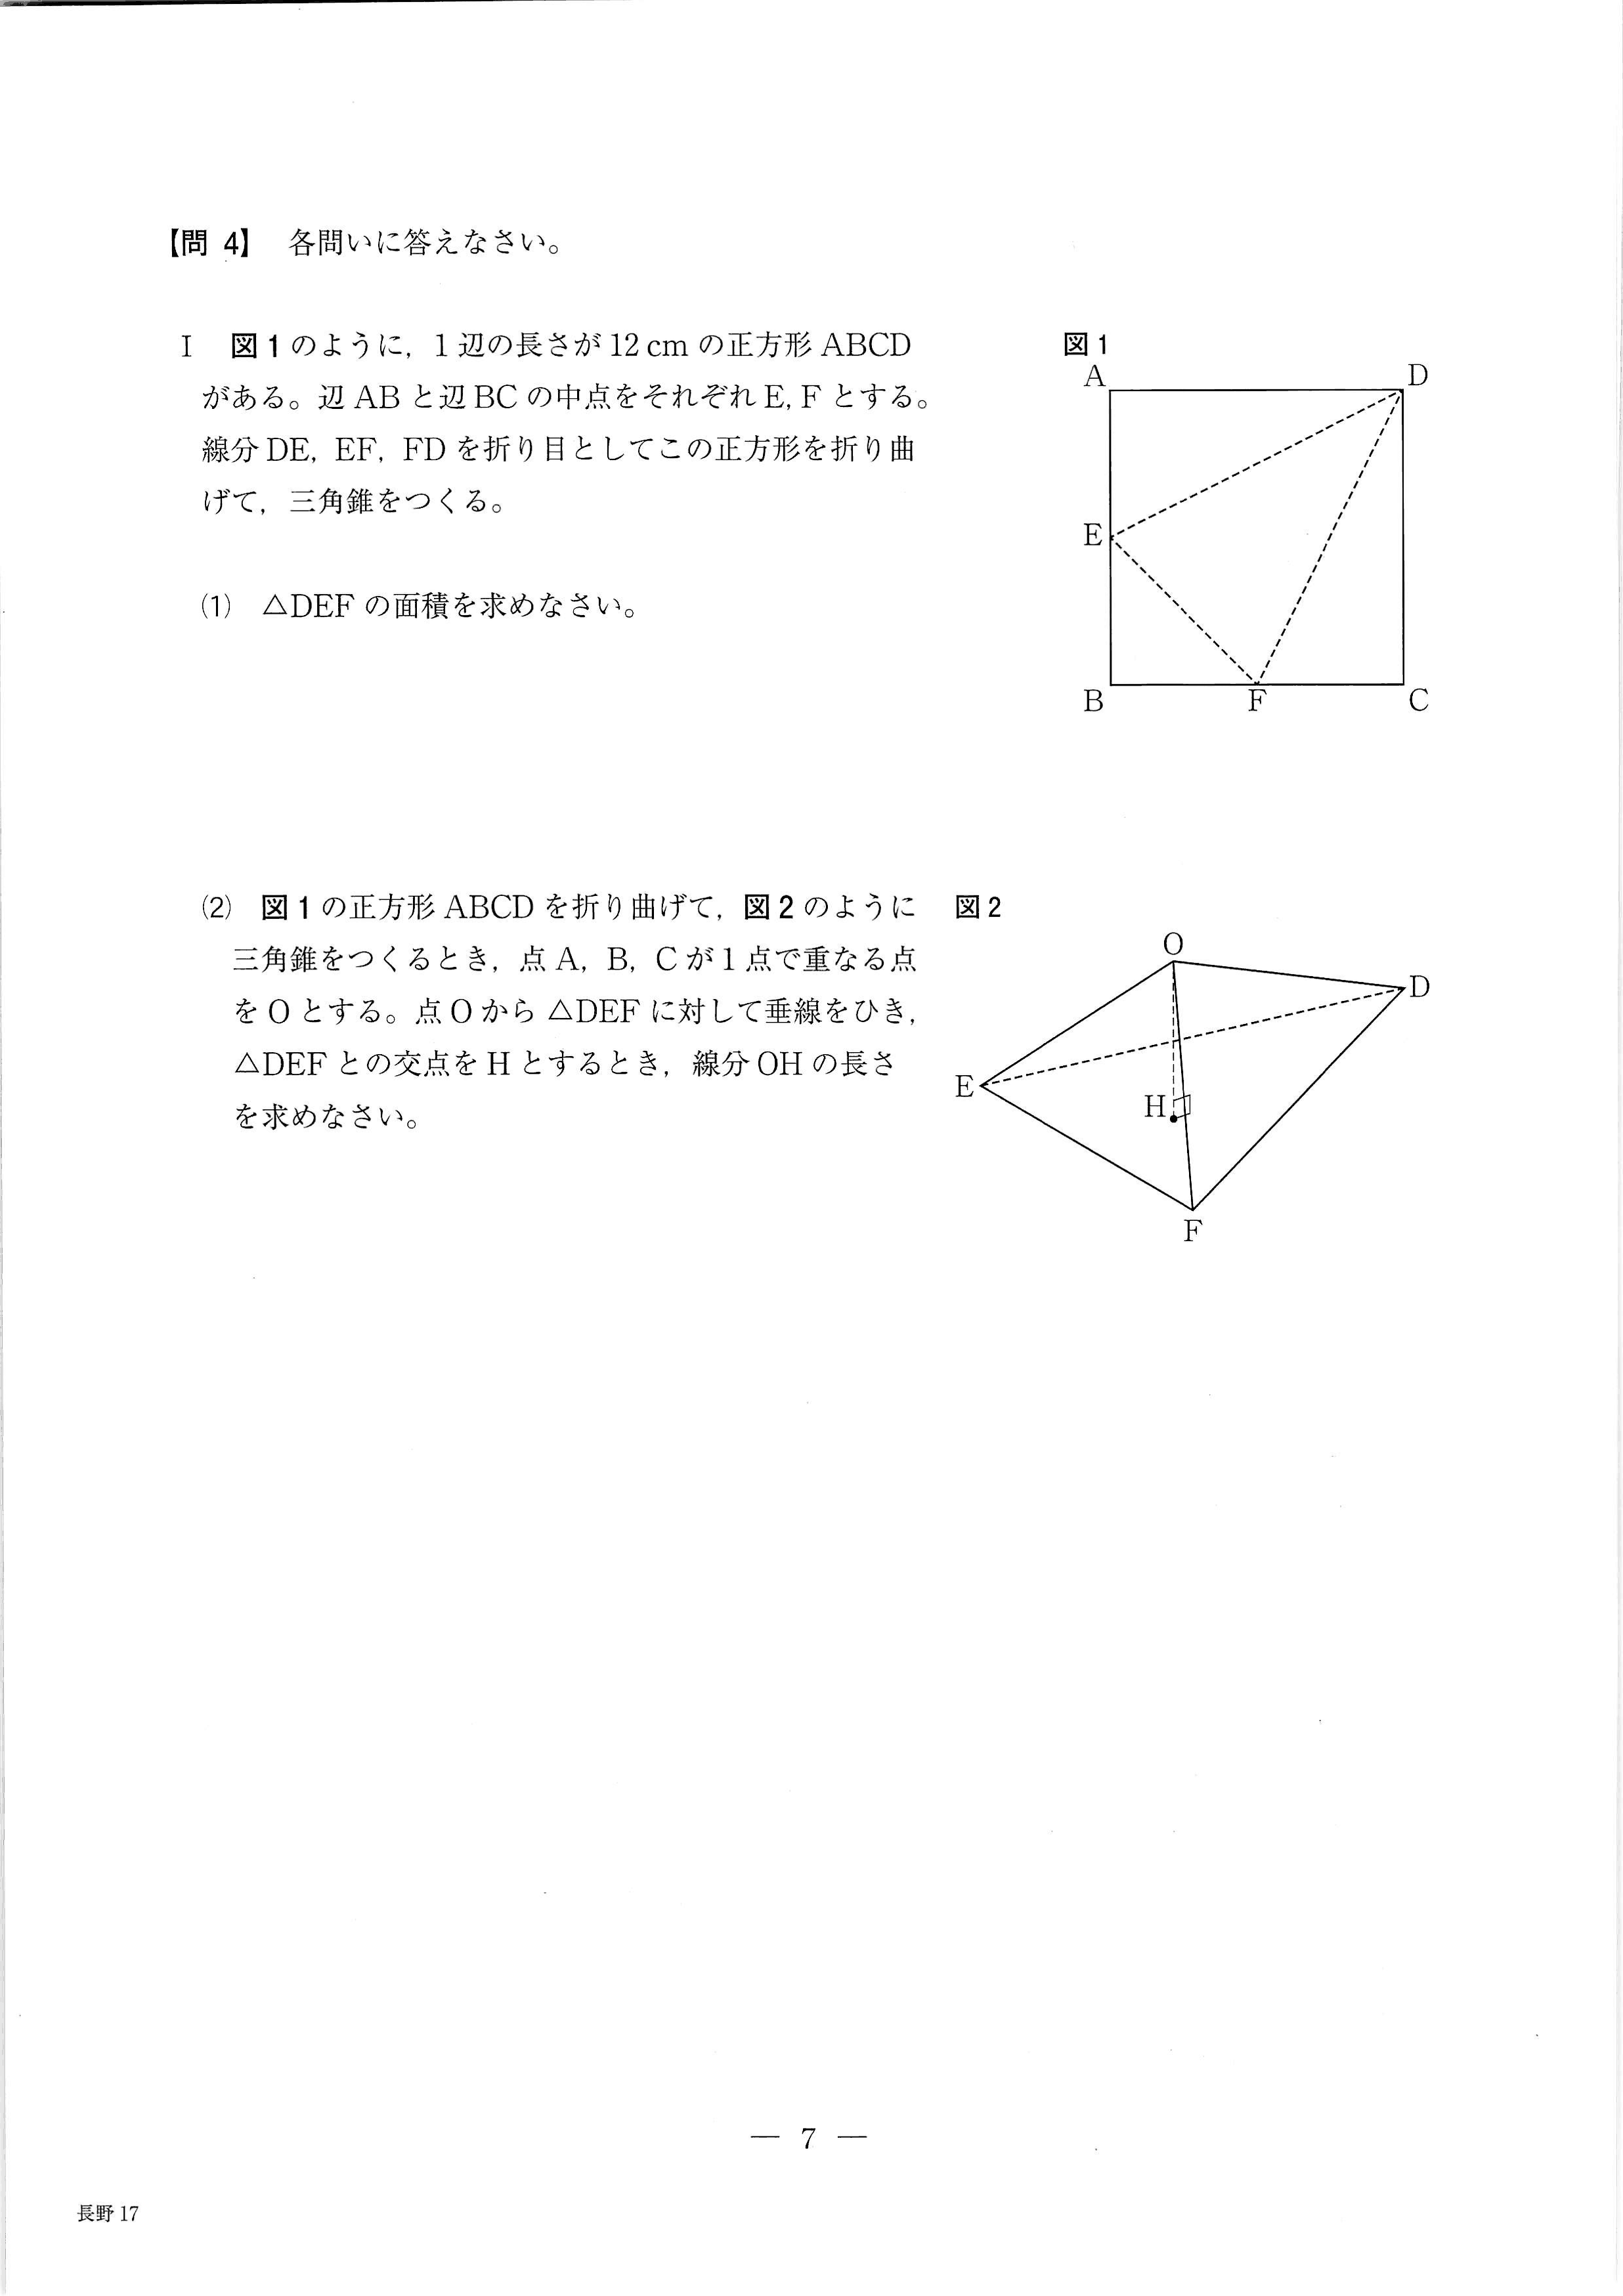 【問 4】 各問いに答えなさい。
Ⅰ 図1のように，1辺の長さが12 cmの正方形ABCD
がある。辺ABと辺BCの中点をそれぞれE, Fとする。
線分DE，EF，FDを折り目としてこの正方形を折り曲
げて，三角錐をつくる。
図1
A
D
E
B
F
C
(1) △DEFの面積を求めなさい。
(2) 図1の正方形ABCDを折り曲げて，図2のように
三角錐をつくるとき，点A，B，Cが1点で重なる点
をOとする。点Oから△DEFに対して垂線をひき，
△DEFとの交点をHとするとき，線分OHの長さ
を求めなさい。
図2
O
D
E
H
F
— 7 —
長野 17